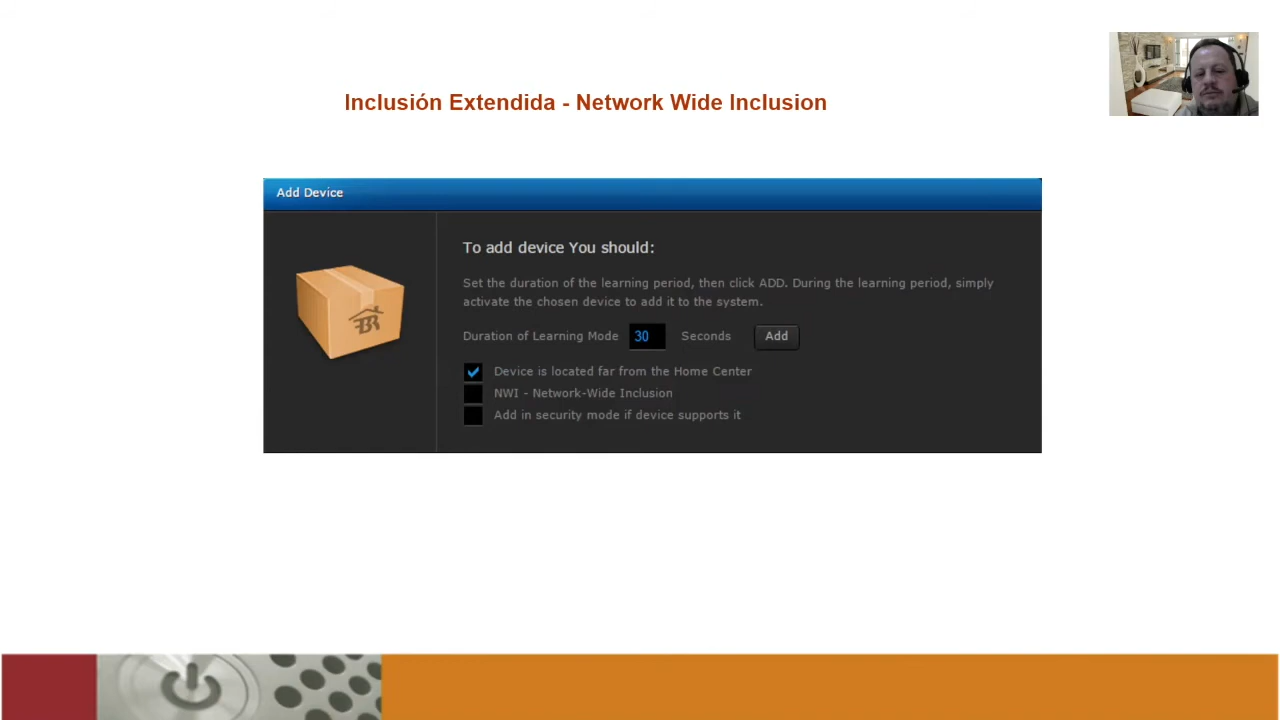 Inclusión Extendida - Network Wide Inclusion
Add Device
To add device You should:
Set the duration of the learning period, then click ADD. During the learning period, simply
activate the chosen device to add it to the system.
Duration of Learning Mode 30 Seconds Add
Device is located far from the Home Center
NWI - Network-Wide Inclusion
Add in security mode if device supports it